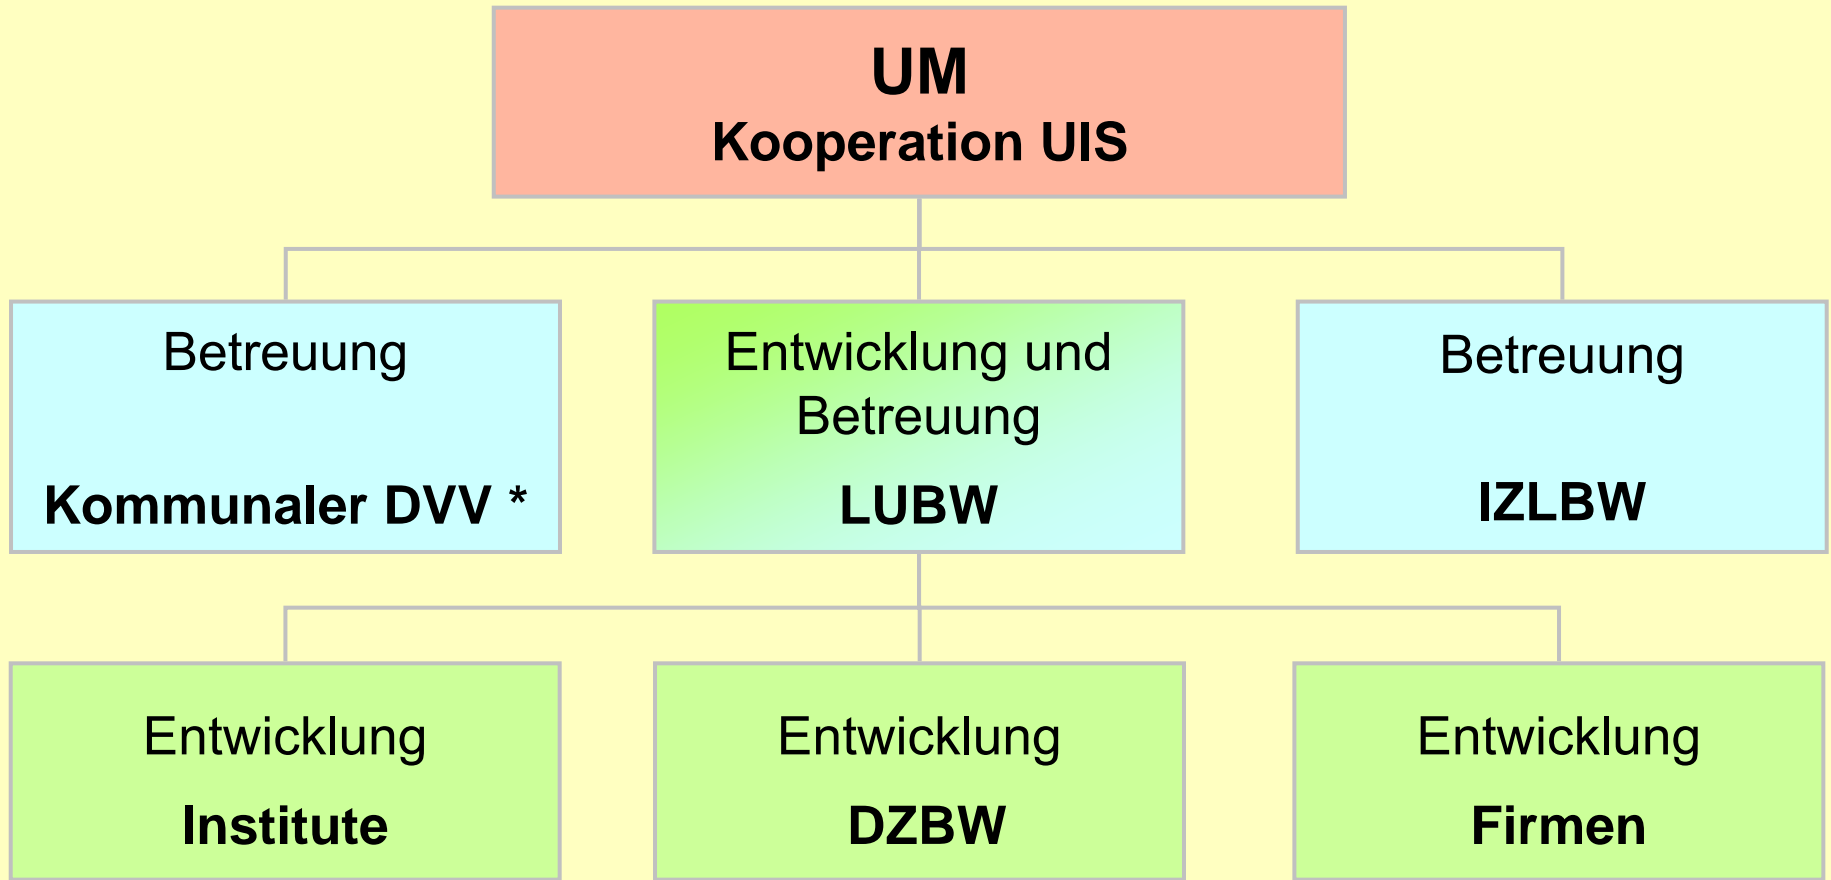 UM
Kooperation UIS
Betreuung
Kommunaler DVV *
Entwicklung und
Betreuung
LUBW
Betreuung
IZLBW
Entwicklung
Institute
Entwicklung
DZBW
Entwicklung
Firmen